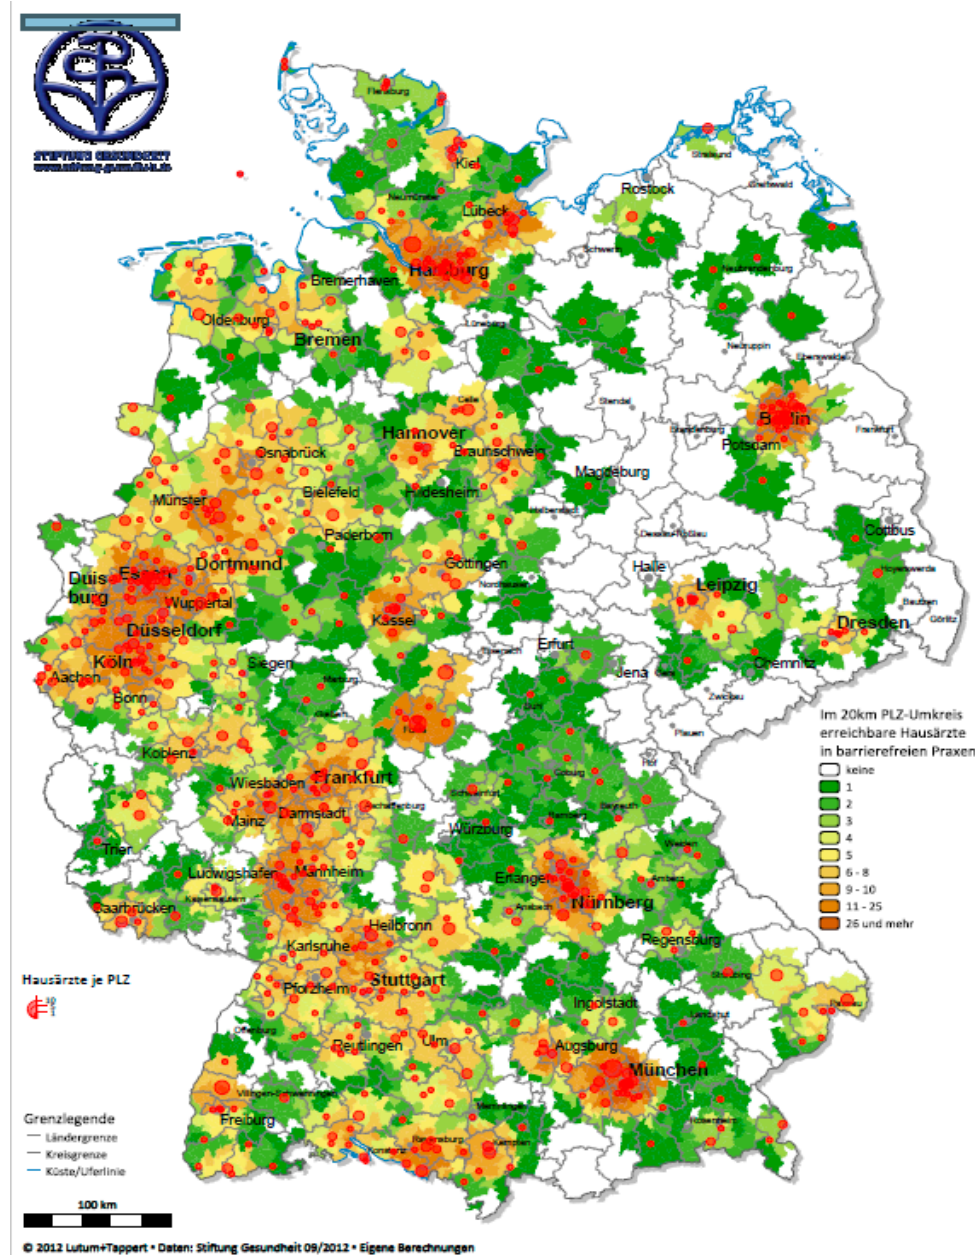 STIFTUNG GESUNDHEIT
www.stiftung-gesundheit.de
Flensburg
Kiel
Stralsund
Rostock
Greifswald
Neumünster
Lübeck
Schwerin
Hamburg
Neubrandenburg
Bremerhaven
Oldenburg
Lüneburg
Bremen
Neuruppin
Eberswalde
Celle
Stendal
Berlin
Hannover
Brandenburg
Frankfurt
Osnabrück
Braunschweig
Potsdam
Magdeburg
Münster
Bielefeld
Hildesheim
Halberstadt
Paderborn
Dessau-Roßlau
Cottbus
Dortmund
Göttingen
Halle
Hoyerswerda
Duis
burg
Essen
Nordhausen
Leipzig
Wuppertal
Bautzen
Kassel
Görlitz
Düsseldorf
Dresden
Erfurt
Köln
Siegen
Eisenach
Jena
Gera
Chemnitz
Aachen
Marburg
Bonn
Zwickau
Suhl
Gießen
Fulda
Plauen
Koblenz
Hof
Wiesbaden
Frankfurt
Coburg
Schweinfurt
Mainz
Darmstadt
Aschaffenburg
Bayreuth
Bamberg
Würzburg
Trier
Weiden
Ludwigshafen
Mannheim
Erlangen
Amberg
Kaiserslautern
Saarbrücken
Ansbach
Nürnberg
Heilbronn
Karlsruhe
Regensburg
Straubing
Stuttgart
Pforzheim
Ingolstadt
Passau
Landshut
Offenburg
Reutlingen
Ulm
Augsburg
München
Villingen-Schwenningen
Memmingen
Freiburg
Rosenheim
Konstanz
Ravensburg
Kempten
Im 20km PLZ-Umkreis
erreichbare Hausärzte
in barrierefreien Praxen
keine
1
2
3
4
5
6 - 8
9 - 10
11 - 25
26 und mehr
Hausärzte je PLZ
10
Grenzlegende
Ländergrenze
Kreisgrenze
Küste/Uferlinie
100 km
© 2012 Lutum+Tappert • Daten: Stiftung Gesundheit 09/2012 • Eigene Berechnungen